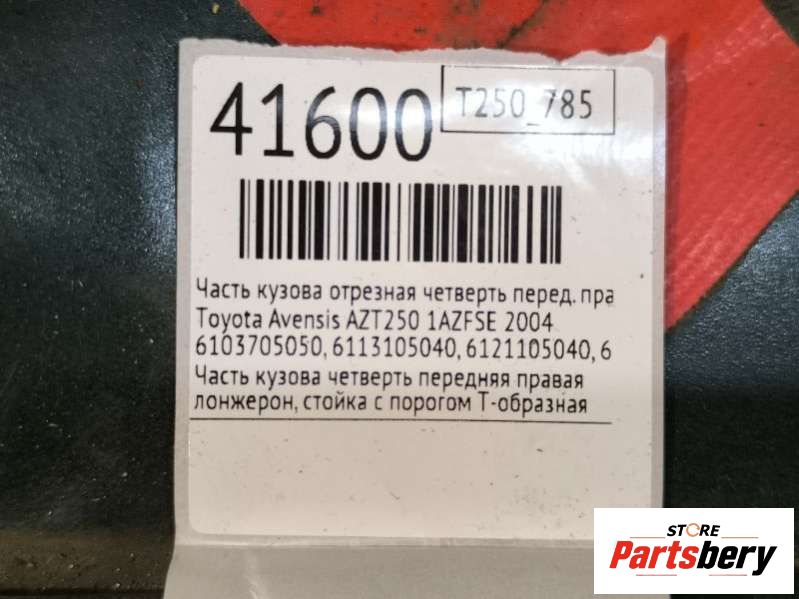 41600
T250_785
Часть кузова отрезная четверть перед. пра
Toyota Avensis AZT250 1AZFSE 2004
6103705050, 6113105040, 6121105040, 6
Часть кузова четверть передняя правая
лонжерон, стойка с порогом Т-образная
STORE
Partsbery